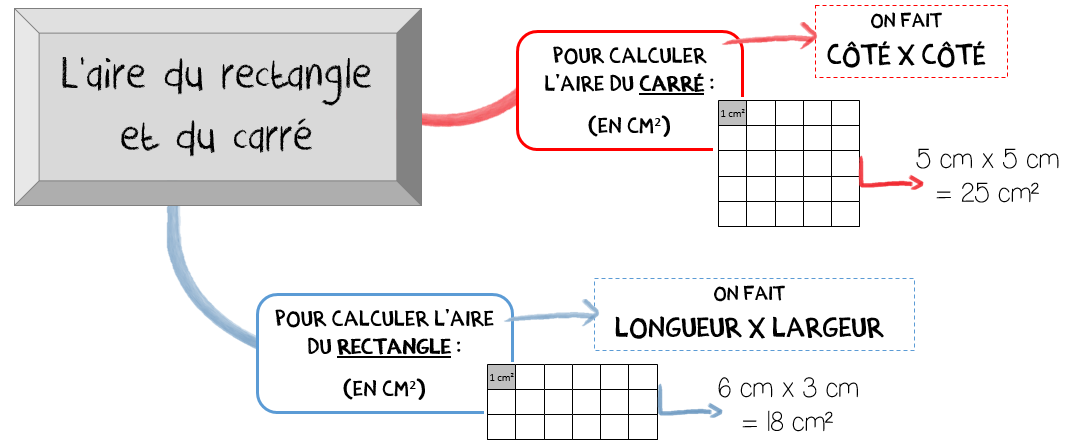 L'aire du rectangle
et du carré
POUR CALCULER
L'AIRE DU CARRÉ :
(EN CM²)
ON FAIT
CÔTÉ X CÔTÉ
1 cm²
5 cm x 5 cm
= 25 cm²
POUR CALCULER L'AIRE
DU RECTANGLE :
(EN CM²)
ON FAIT
LONGUEUR X LARGEUR
1 cm²
6 cm x 3 cm
= 18 cm²